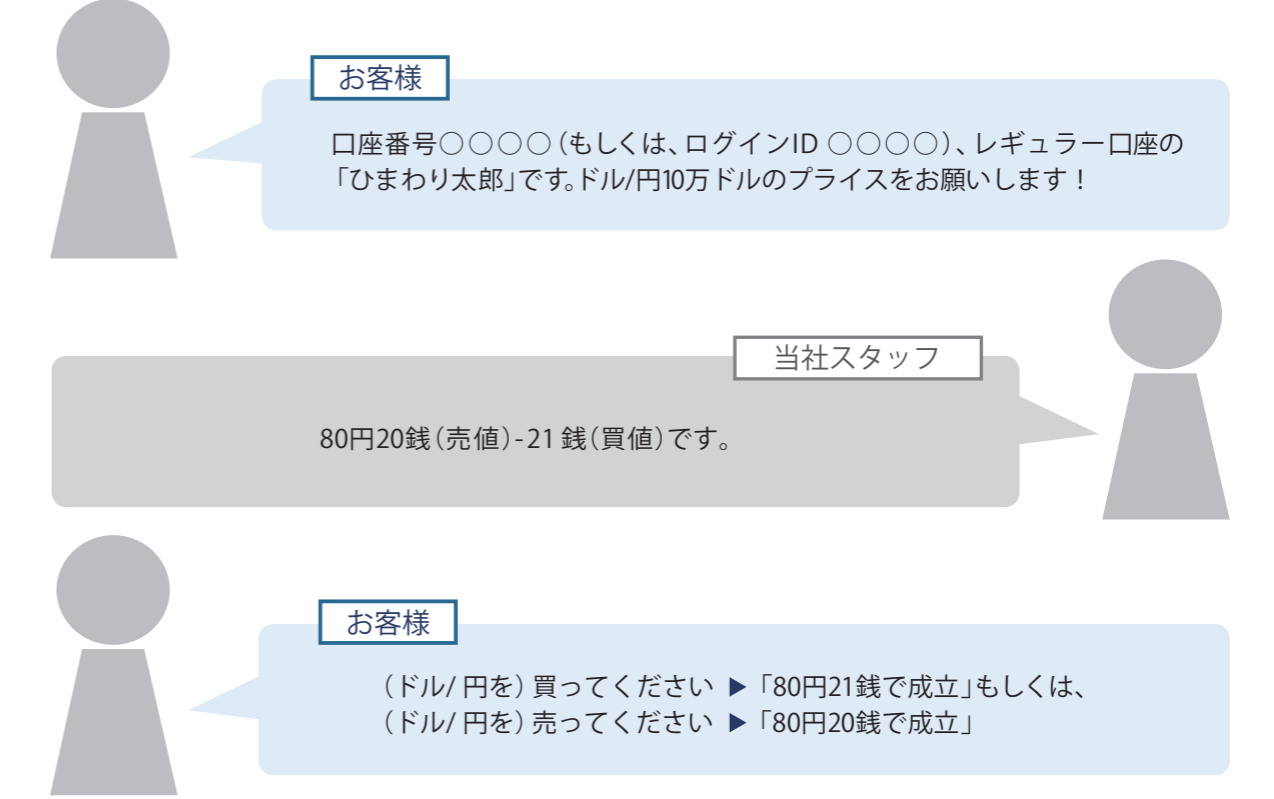 お客様
口座番号○○○○（もしくは、ログインID ○○○○）、レギュラー口座の
「ひまわり太郎」です。ドル/円10万ドルのプライスをお願いします！
当社スタッフ
80円20銭（売値）-21 銭（買値）です。
お客様
（ドル/ 円を）買ってください ▶「80円21銭で成立」もしくは、
（ドル/ 円を）売ってください ▶「80円20銭で成立」